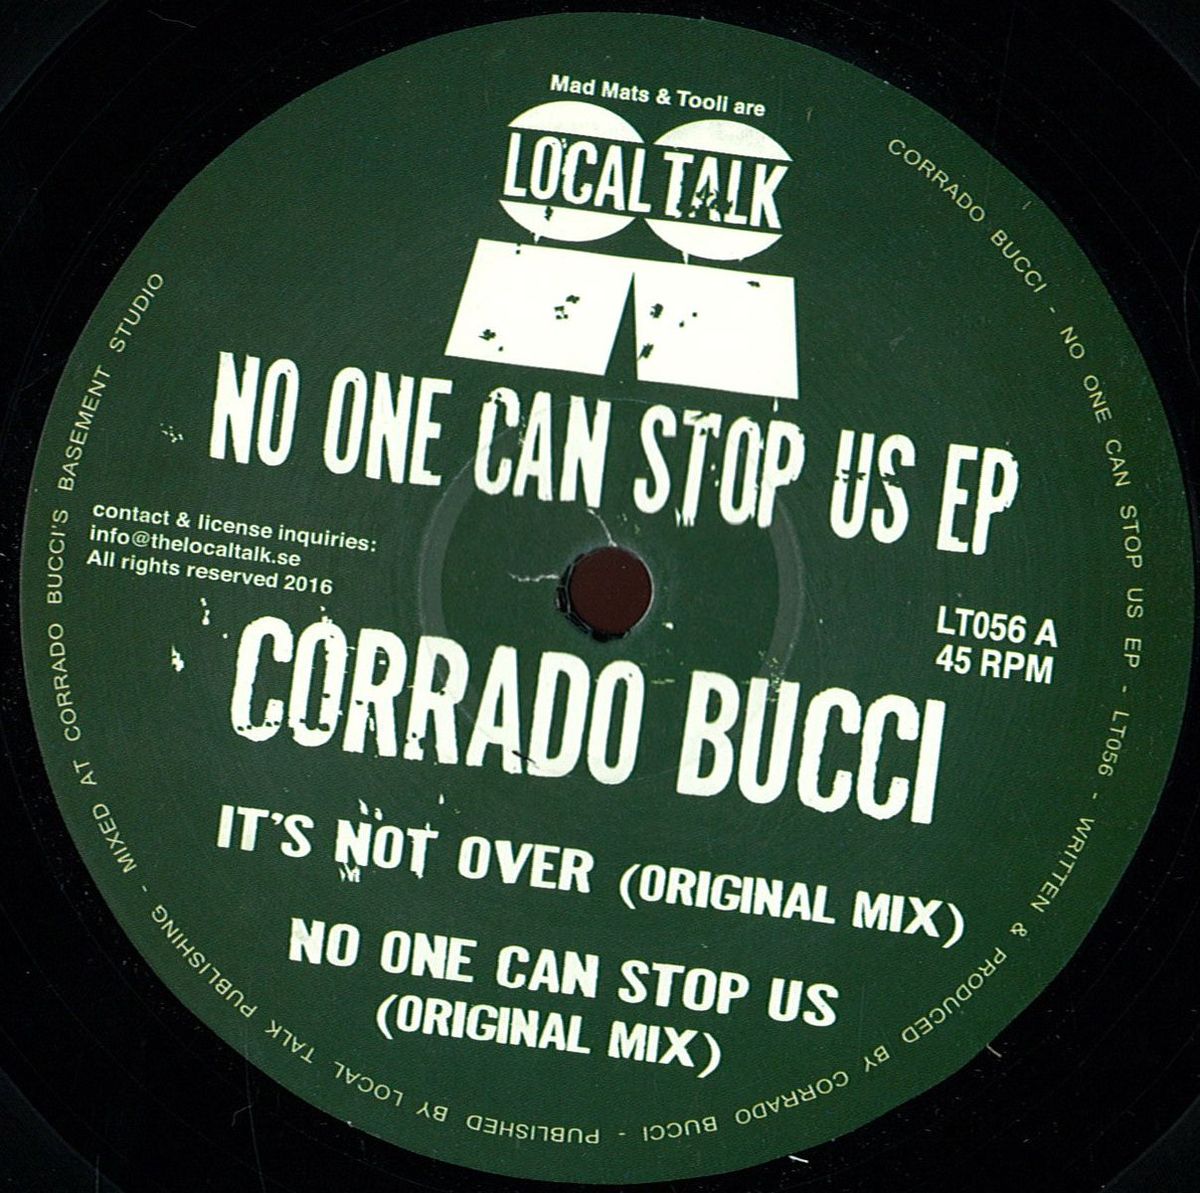 Mad Mats & Tooli are
LOCAL TALK
NO ONE CAN STOP US EP
contact & license inquiries:
info@thelocaltalk.se
All rights reserved 2016
LT056 A
45 RPM
CORRADO BUCCI
IT'S NOT OVER (ORIGINAL MIX)
NO ONE CAN STOP US
(ORIGINAL MIX)
CORRADO BUCCI - NO ONE CAN STOP US EP - LT056 - WRITTEN & PRODUCED BY CORRADO BUCCI - PUBLISHED BY LOCAL TALK PUBLISHING - MIXED AT CORRADO BUCCI'S BASEMENT STUDIO